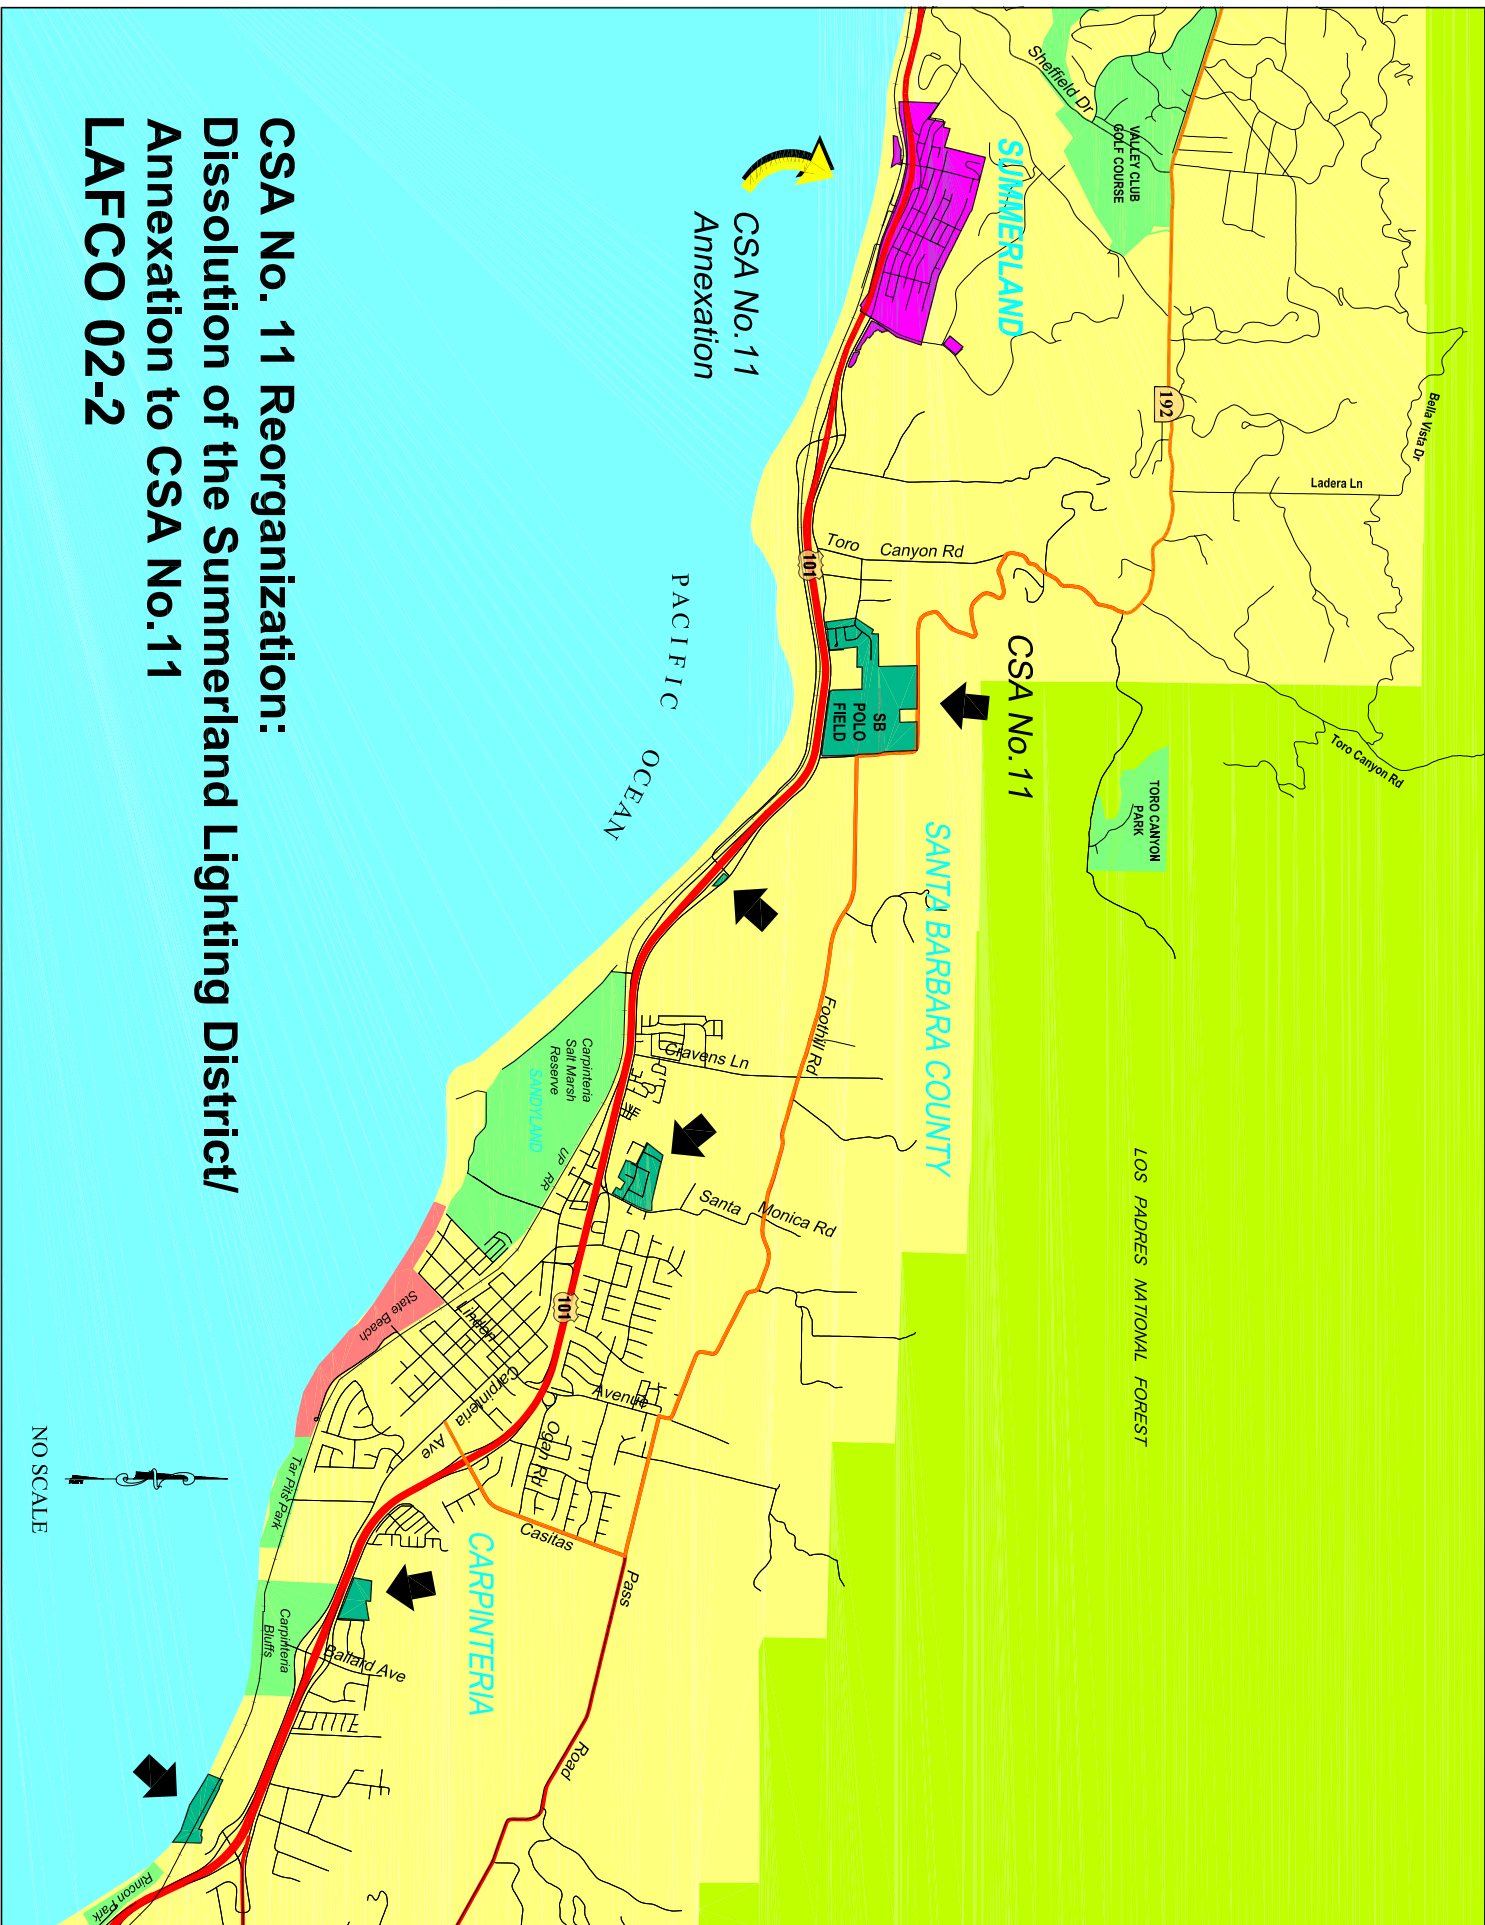 CSA No. 11 Reorganization:
Dissolution of the Summerland Lighting District/
Annexation to CSA No.11
LAFCO 02-2
CSA No.11
Annexation
SUMMERLAND
Sheffield Dr
VALLEY CLUB
GOLF COURSE
192
Bella Vista Dr
Ladera Ln
Toro Canyon Rd
101
CSA No.11
SB
POLO
FIELD
Toro Canyon Rd
TORO CANYON
PARK
PACIFIC OCEAN
SANTA BARBARA COUNTY
LOS PADRES NATIONAL FOREST
Foothill Rd
Cravens Ln
Carpinteria
Salt Marsh
Reserve
SANDYLAND
UP RR
Santa Monica Rd
State Beach
Linden
Avenue
101
Carpinteria Ave
Ogan Rd
Casitas
Pass
Road
CARPINTERIA
Tar Pits Park
Carpinteria
Bluffs
Ballard Ave
Rincon Park
NO SCALE